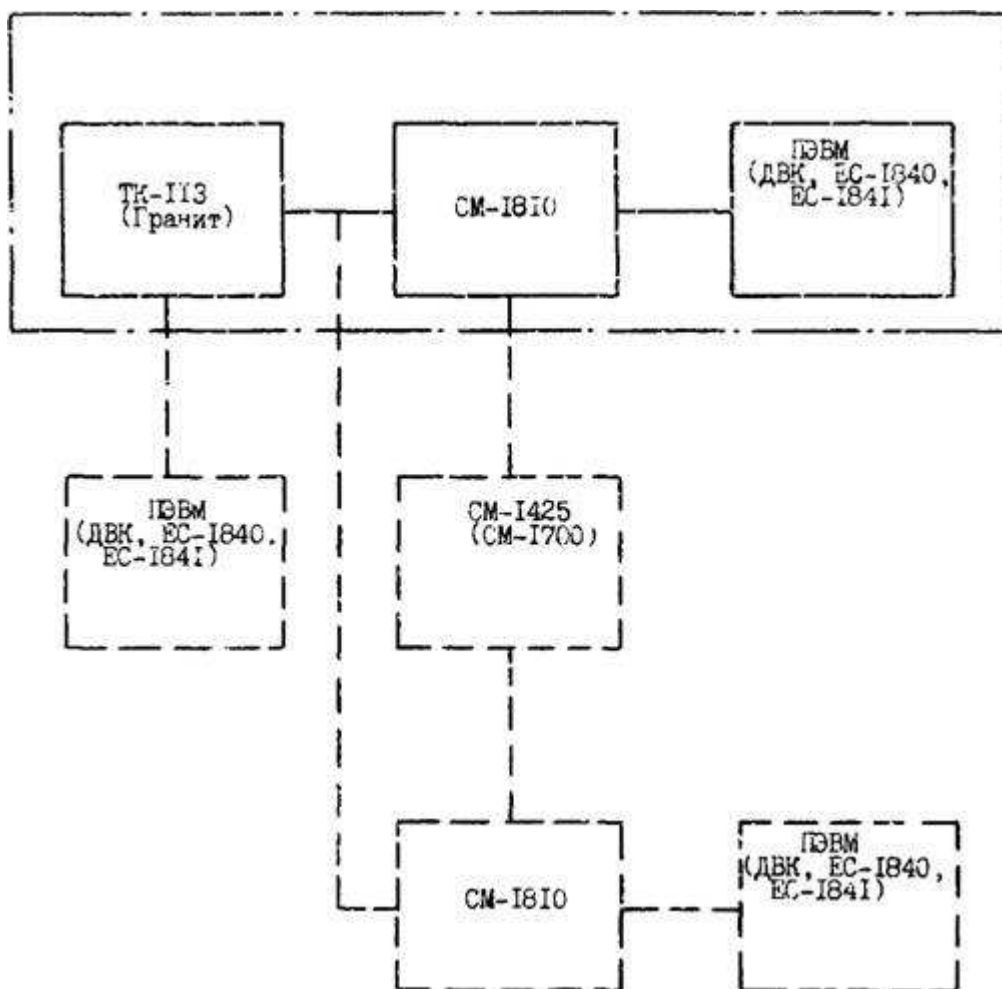 ТК-113
(Гранит)
СМ-1810
ПЭВМ
(ДВК, ЕС-1840,
ЕС-1841)
ПЭВМ
(ДВК, ЕС-1840.
ЕС-1841)
СМ-1425
(СМ-1700)
СМ-1810
ПЭВМ
(ДВК, ЕС-1840,
ЕС-1841)